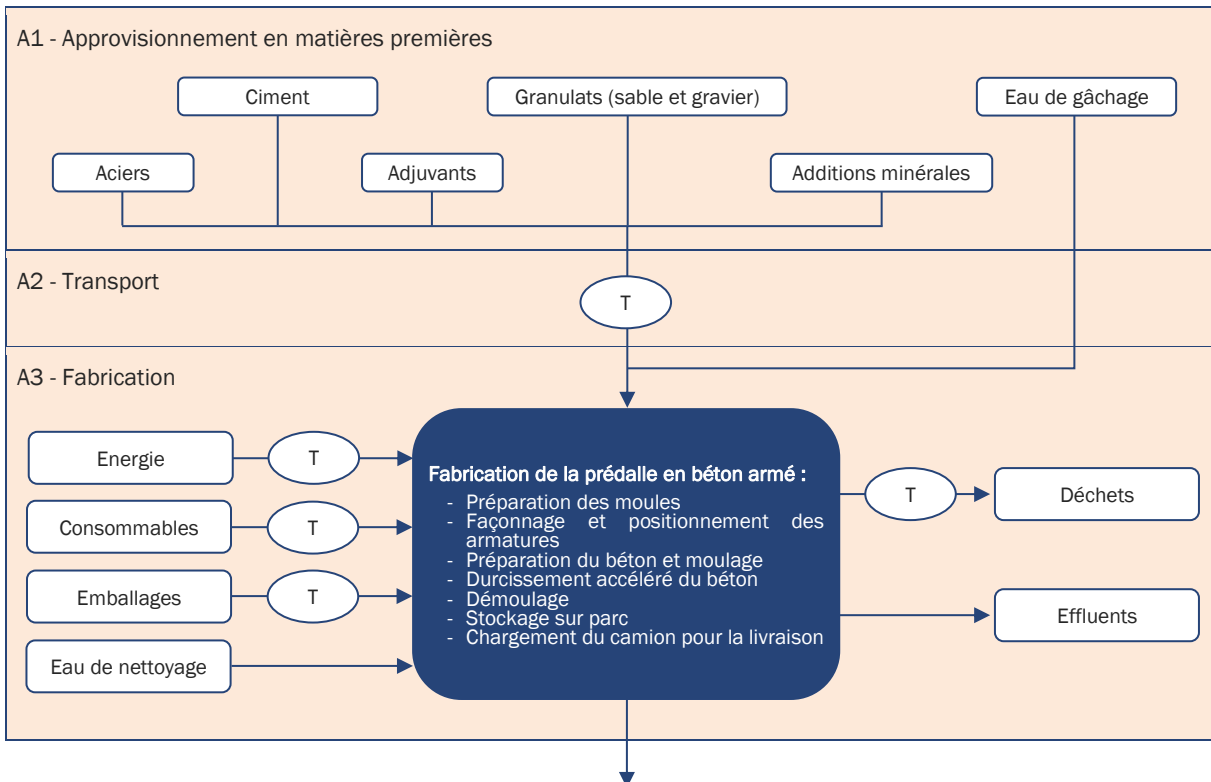 A1 - Approvisionnement en matières premières
Ciment
Granulats (sable et gravier)
Eau de gâchage
Aciers
Adjuvants
Additions minérales
A2 - Transport
T
A3 - Fabrication
Energie
T
Consommables
T
Emballages
T
Eau de nettoyage
Fabrication de la prédalle en béton armé :
- Préparation des moules
- Façonnage et positionnement des
armatures
- Préparation du béton et moulage
- Durcissement accéléré du béton
- Démoulage
- Stockage sur parc
- Chargement du camion pour la livraison
T
Déchets
Effluents